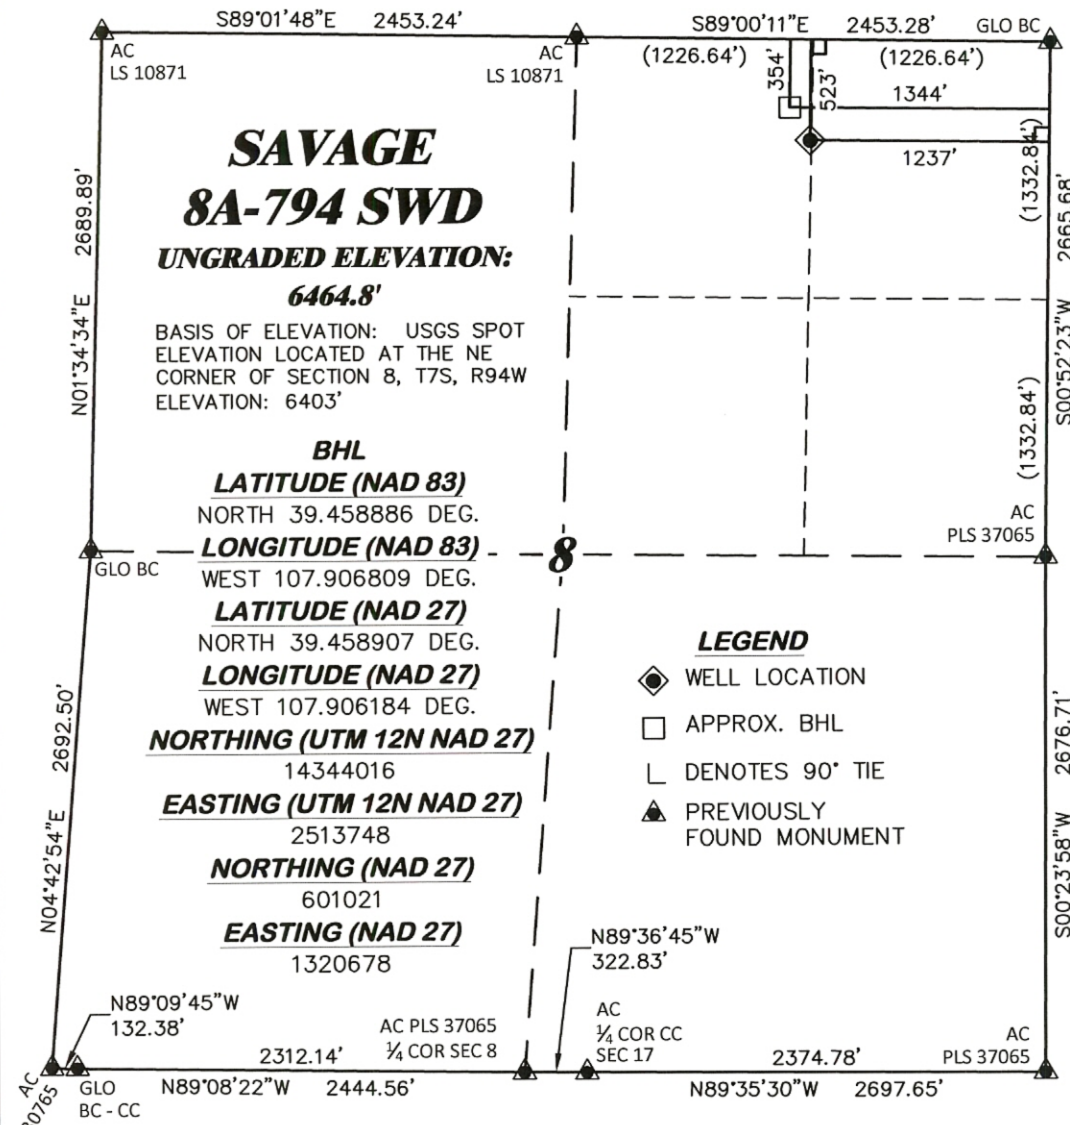 S89°01'48"E 2453.24'
S89°00'11"E 2453.28'
GLO BC
AC
LS 10871
AC
LS 10871
(1226.64')
(1226.64')
354'
523'
1344'
1237'
(1332.84')
2665.68'
S00°52'23"W
(1332.84')
2689.89'
N01°34'34"E
SAVAGE
8A-794 SWD
UNGRADED ELEVATION:
6464.8'
BASIS OF ELEVATION: USGS SPOT
ELEVATION LOCATED AT THE NE
CORNER OF SECTION 8, T7S, R94W
ELEVATION: 6403'
BHL
LATITUDE (NAD 83)
NORTH 39.458886 DEG.
LONGITUDE (NAD 83)
WEST 107.906809 DEG.
LATITUDE (NAD 27)
NORTH 39.458907 DEG.
LONGITUDE (NAD 27)
WEST 107.906184 DEG.
NORTHING (UTM 12N NAD 27)
14344016
EASTING (UTM 12N NAD 27)
2513748
NORTHING (NAD 27)
601021
EASTING (NAD 27)
1320678
GLO BC
8
AC
PLS 37065
LEGEND
WELL LOCATION
APPROX. BHL
DENOTES 90° TIE
PREVIOUSLY
FOUND MONUMENT
2692.50'
N04°42'54"E
2676.71'
S00°23'58"W
N89°36'45"W
322.83'
N89°09'45"W
132.38'
AC PLS 37065
¼ COR SEC 8
AC
¼ COR CC
SEC 17
AC
PLS 37065
2312.14'
2374.78'
AC
GLO
BC - CC
N89°08'22"W 2444.56'
N89°35'30"W 2697.65'